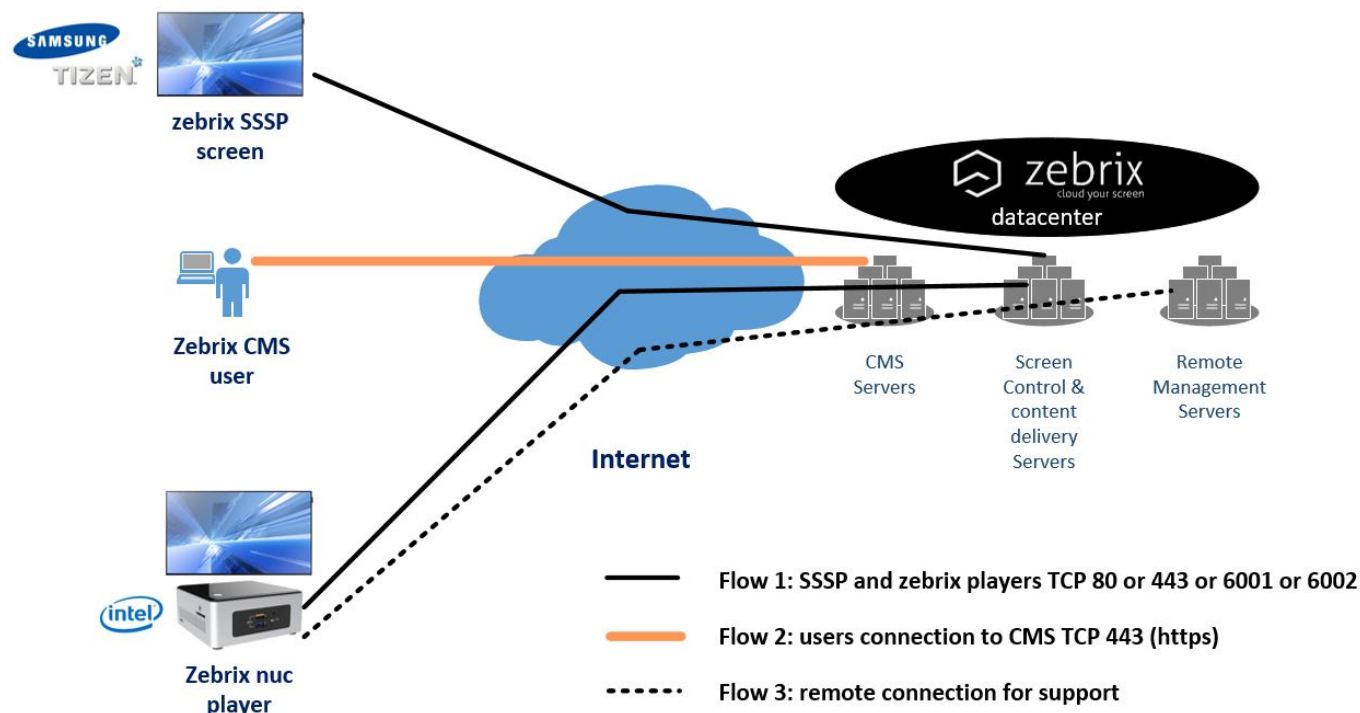 SAMSUNG
TIZEN
zebrix SSSP
screen
zebrix
cloud your screen
datacenter
Zebrix CMS
user
CMS
Servers
Screen
Control &
content
delivery
Servers
Remote
Management
Servers
Internet
intel
Zebrix nuc
player
Flow 1: SSSP and zebrix players TCP 80 or 443 or 6001 or 6002
Flow 2: users connection to CMS TCP 443 (https)
Flow 3: remote connection for support